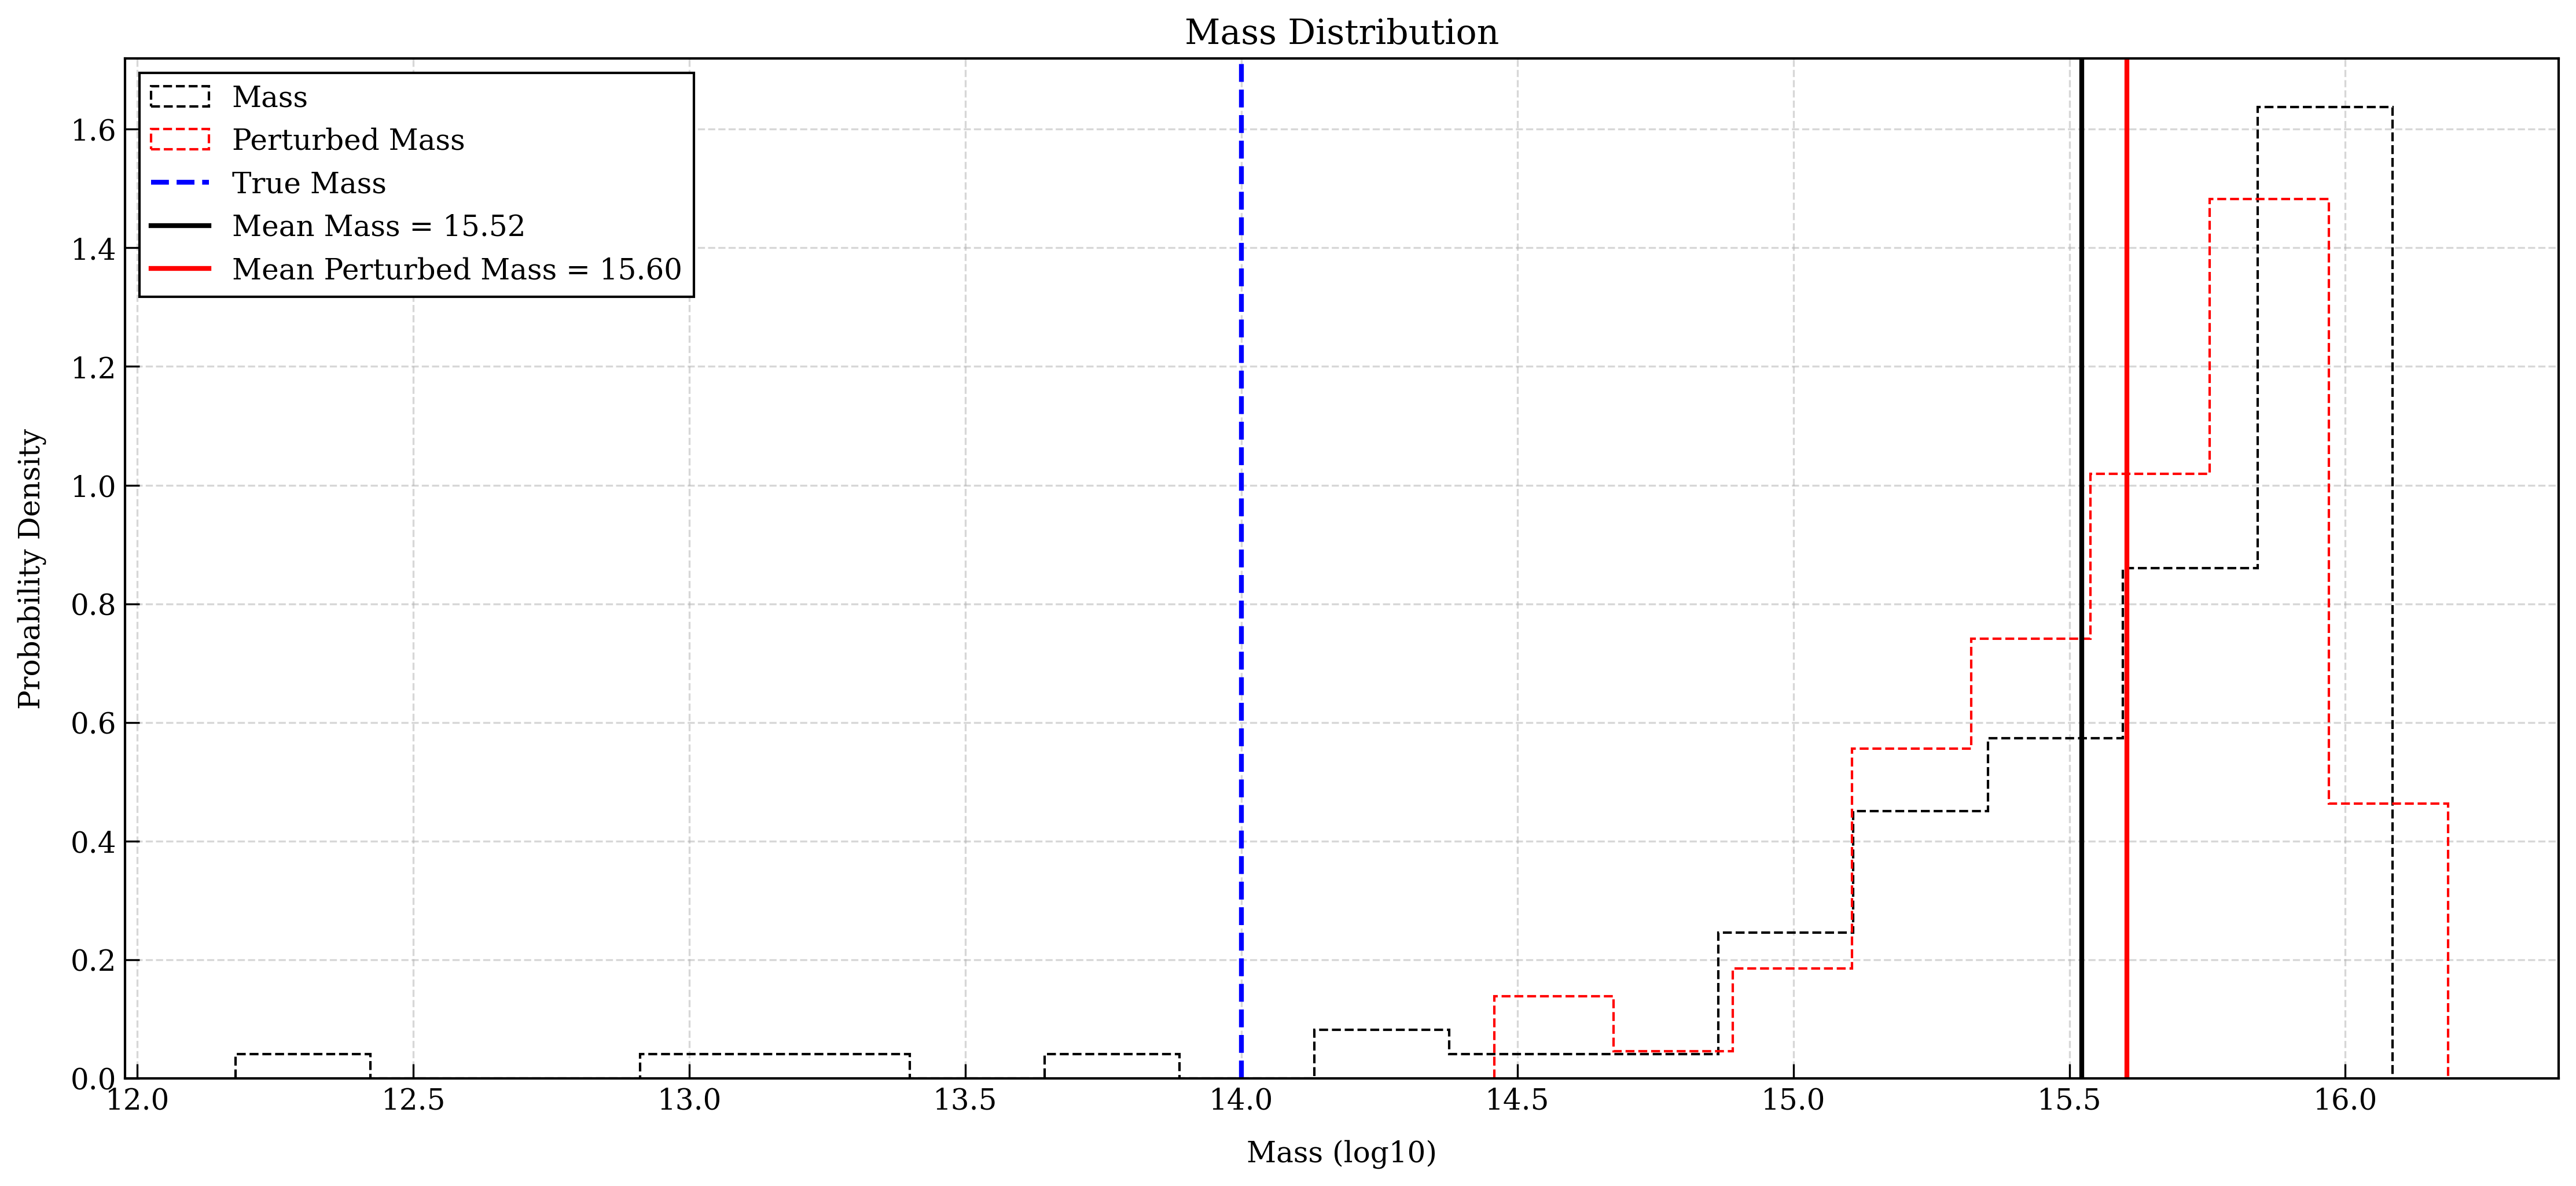 Mass Distribution
Mass
Perturbed Mass
True Mass
Mean Mass = 15.52
Mean Perturbed Mass = 15.60
Probability Density
1.6
1.4
1.2
1.0
0.8
0.6
0.4
0.2
0.0
12.0 12.5 13.0 13.5 14.0 14.5 15.0 15.5 16.0
Mass (log10)